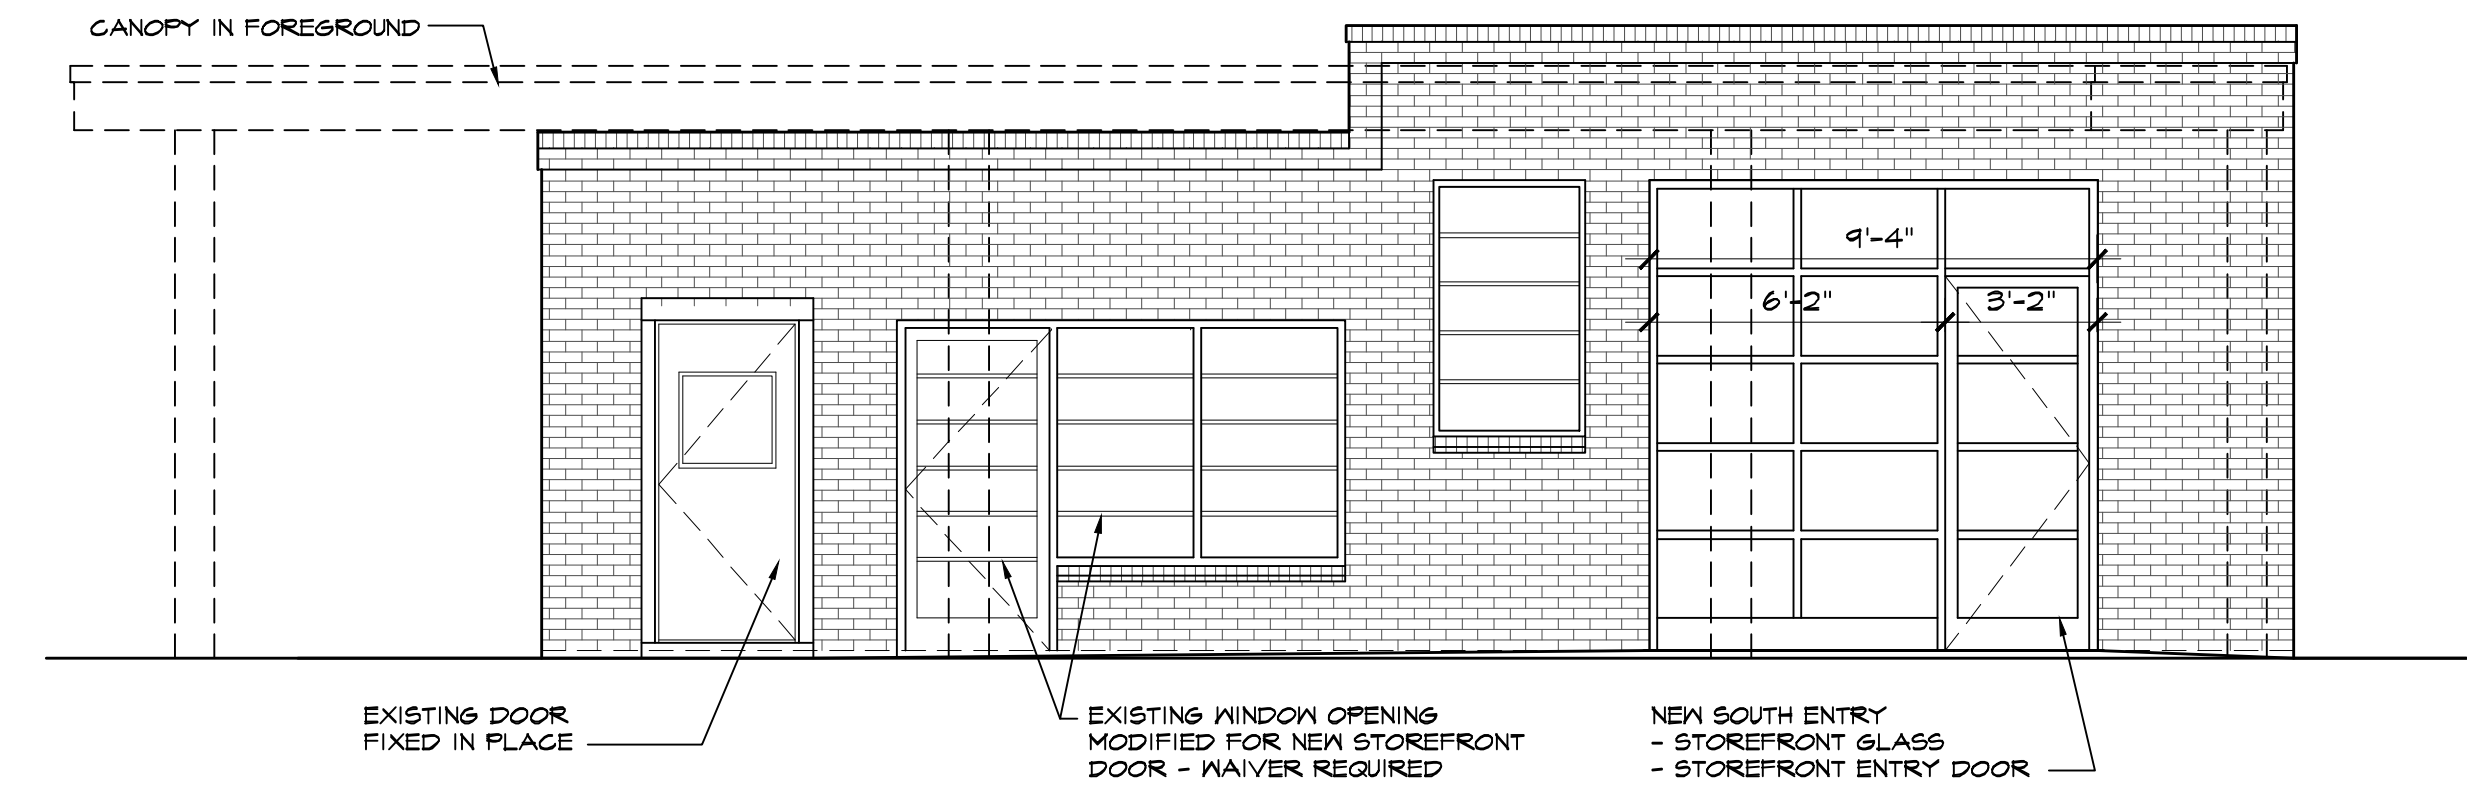 CANOPY IN FOREGROUND
9'-4"
6'-2"
3'-2"
EXISTING DOOR
FIXED IN PLACE
EXISTING WINDOW OPENING
MODIFIED FOR NEW STOREFRONT
DOOR - WAIVER REQUIRED
NEW SOUTH ENTRY
- STOREFRONT GLASS
- STOREFRONT ENTRY DOOR